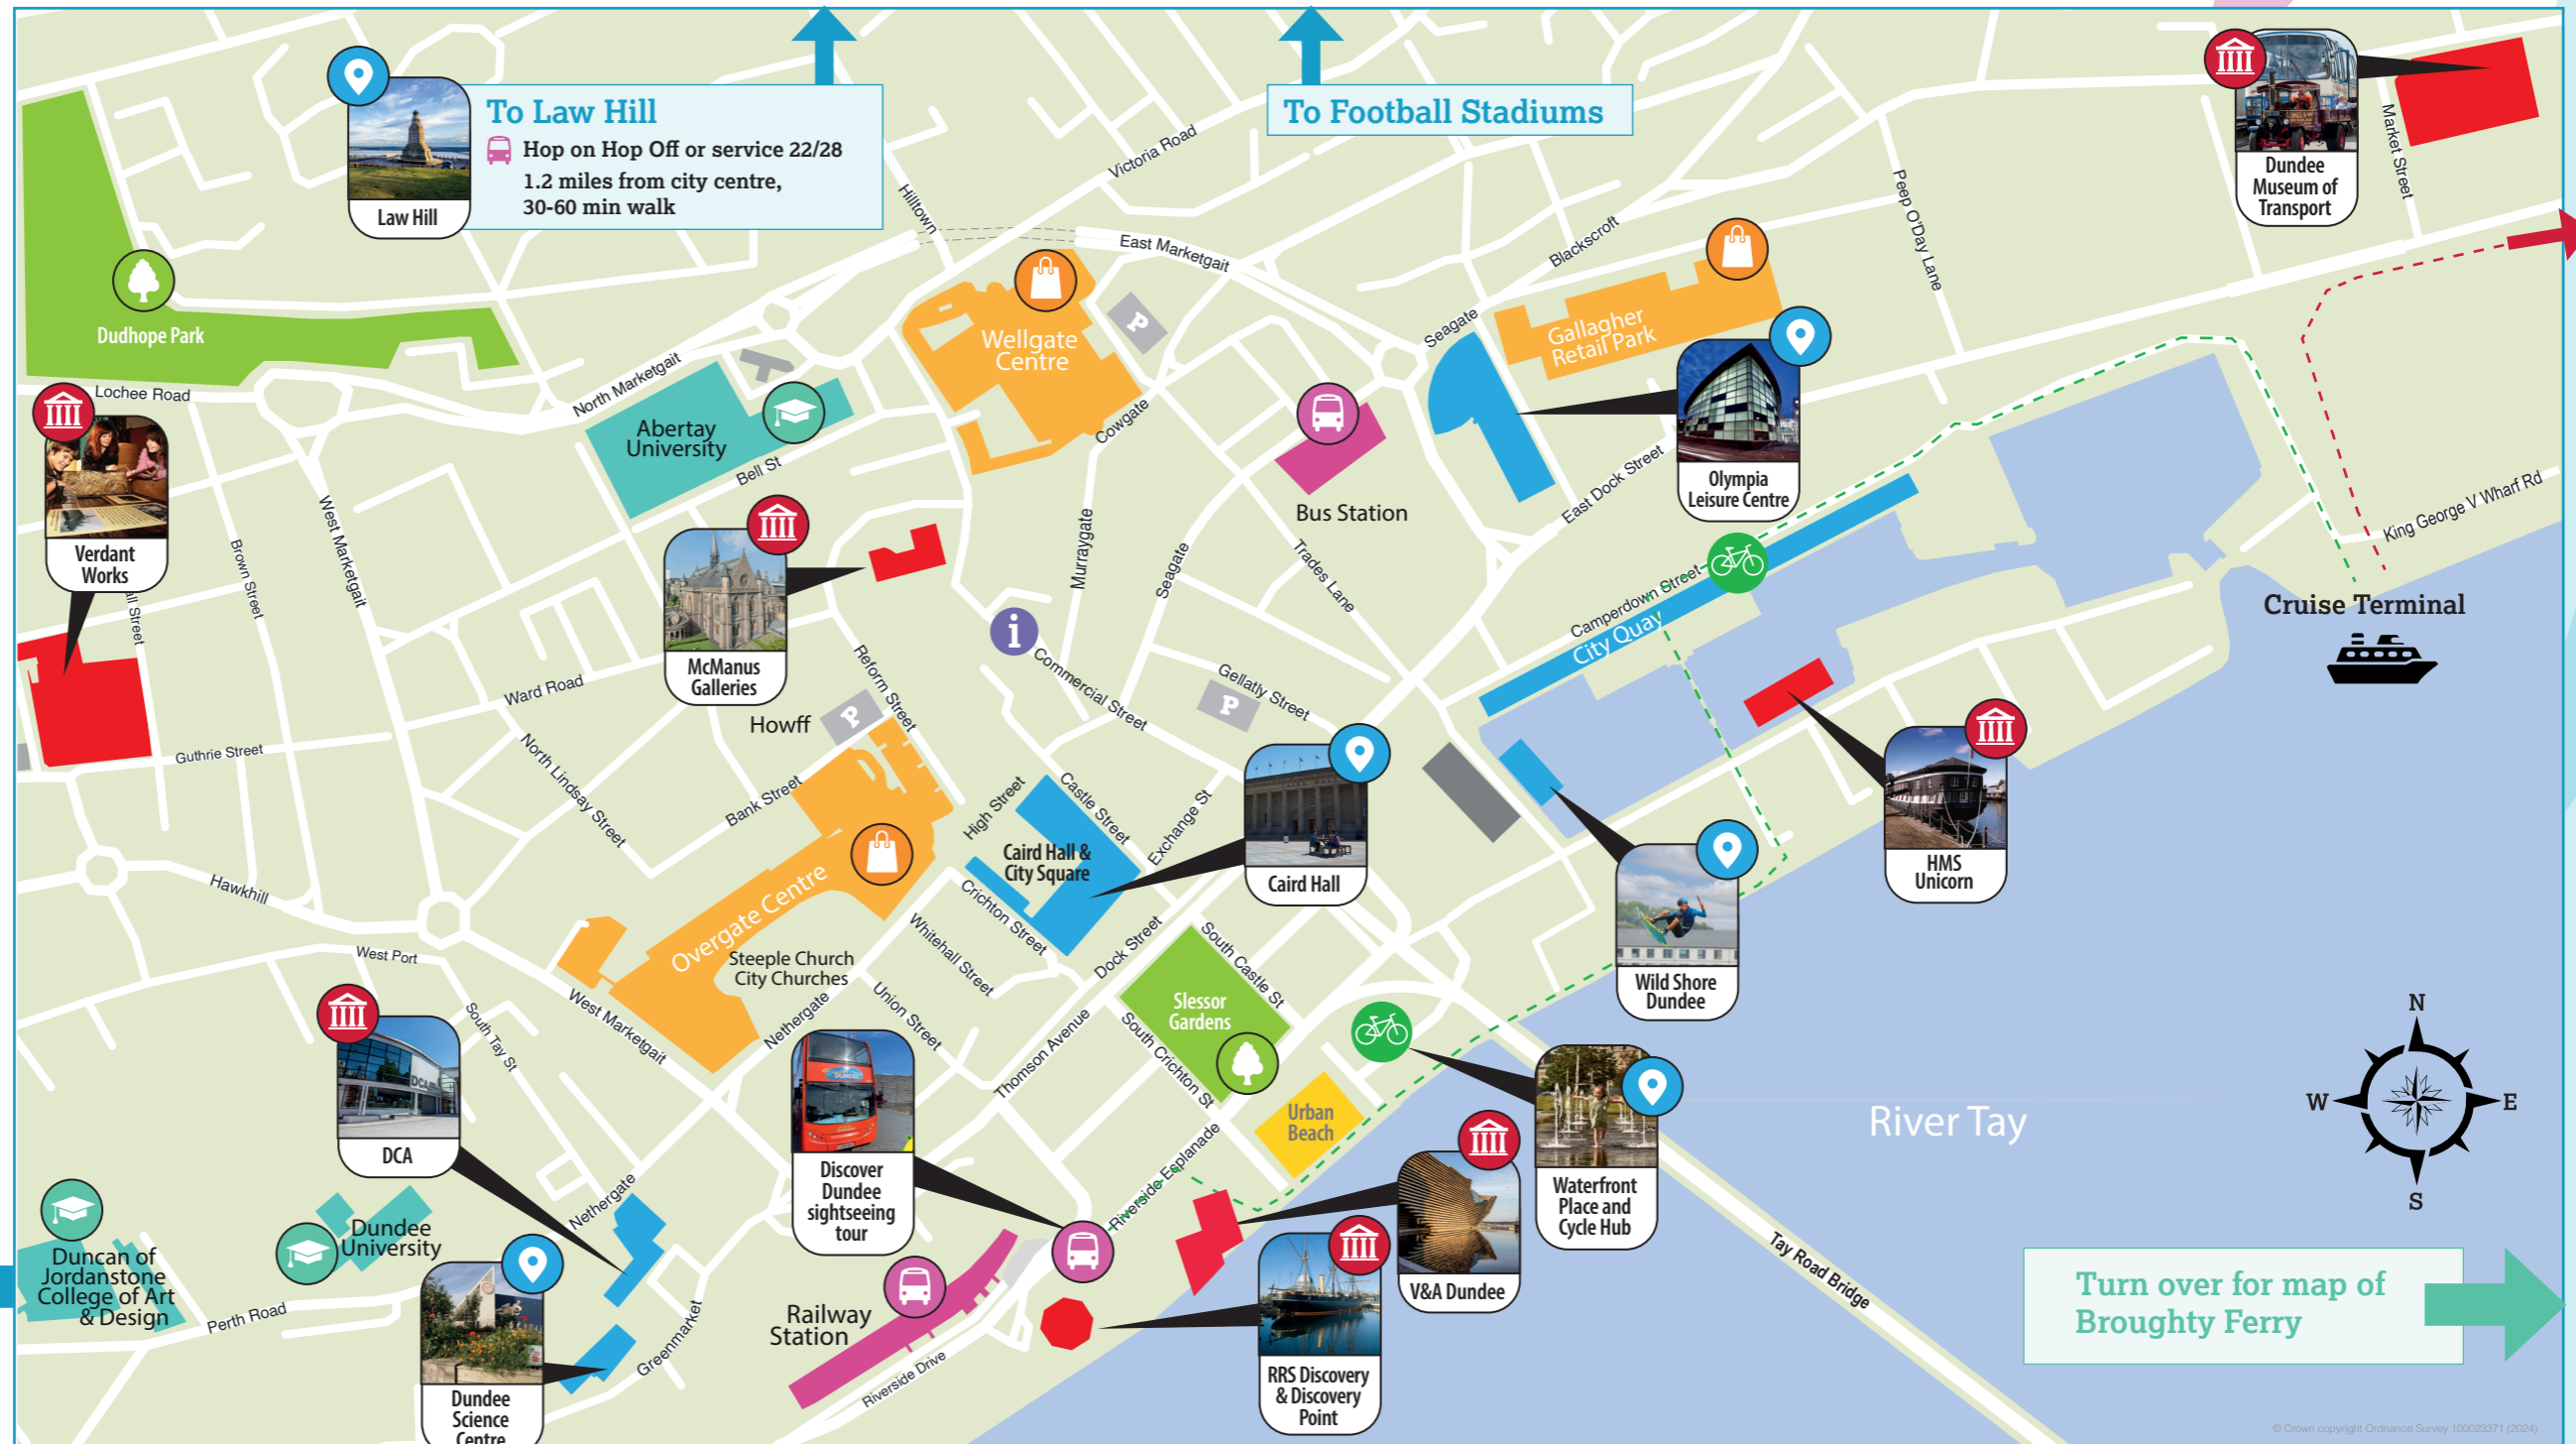 To Law Hill
Hop on Hop Off or service 22/28
1.2 miles from city centre,
30-60 min walk
Law Hill
To Football Stadiums
Dundee
Museum of
Transport
Market Street
Victoria Road
Hilltown
East Marketgait
Blackscroft
Peep O'Day Lane
Dudhope Park
Lochee Road
North Marketgait
Wellgate
Centre
P
Seagate
Gallagher
Retail Park
Olympia
Leisure Centre
Abertay
University
Bell St
Cowgate
Bus Station
East Dock Street
King George V Wharf Rd
Verdant
Works
all Street
Brown Street
West Marketgait
McManus
Galleries
Murraygate
Seagate
Trades Lane
Camperdown Street
City Quay
Cruise Terminal
i
Commercial Street
Gellatly Street
P
Reform Street
Ward Road
Howff
P
Guthrie Street
North Lindsay Street
Bank Street
High Street
Castle Street
Exchange St
Caird Hall &
City Square
Caird Hall
HMS
Unicorn
Wild Shore
Dundee
Hawkhill
Overgate Centre
Crichton Street
Whitehall Street
Dock Street
South Castle St
West Port
Steeple Church
City Churches
Nethergate
Union Street
West Marketgait
South Tay St
Slessor
Gardens
Thomson Avenue
South Crichton St
Urban
Beach
DCA
DCA
Discover
Dundee
sightseeing
tour
Riverside Esplanade
Waterfront
Place and
Cycle Hub
River Tay
N
W
E
S
V&A Dundee
Tay Road Bridge
Nethergate
Dundee
University
Duncan of
Jordanstone
College of Art
& Design
Perth Road
Greenmarket
Railway
Station
Riverside Drive
RRS Discovery
& Discovery
Point
Dundee
Science
Centre
Turn over for map of
Broughty Ferry
© Crown copyright Ordnance Survey 100023371 (2024)